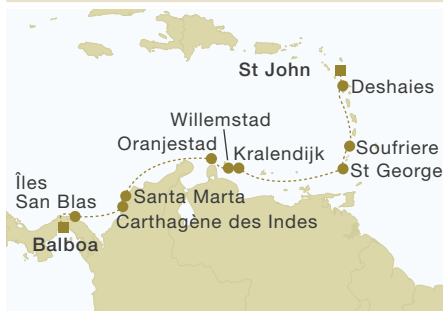 St John
Deshaies
Willemstad
Oranjestad
Kralendijk
Soufriere
St George
Îles
San Blas
Santa Marta
Carthagène des Indes
Balboa